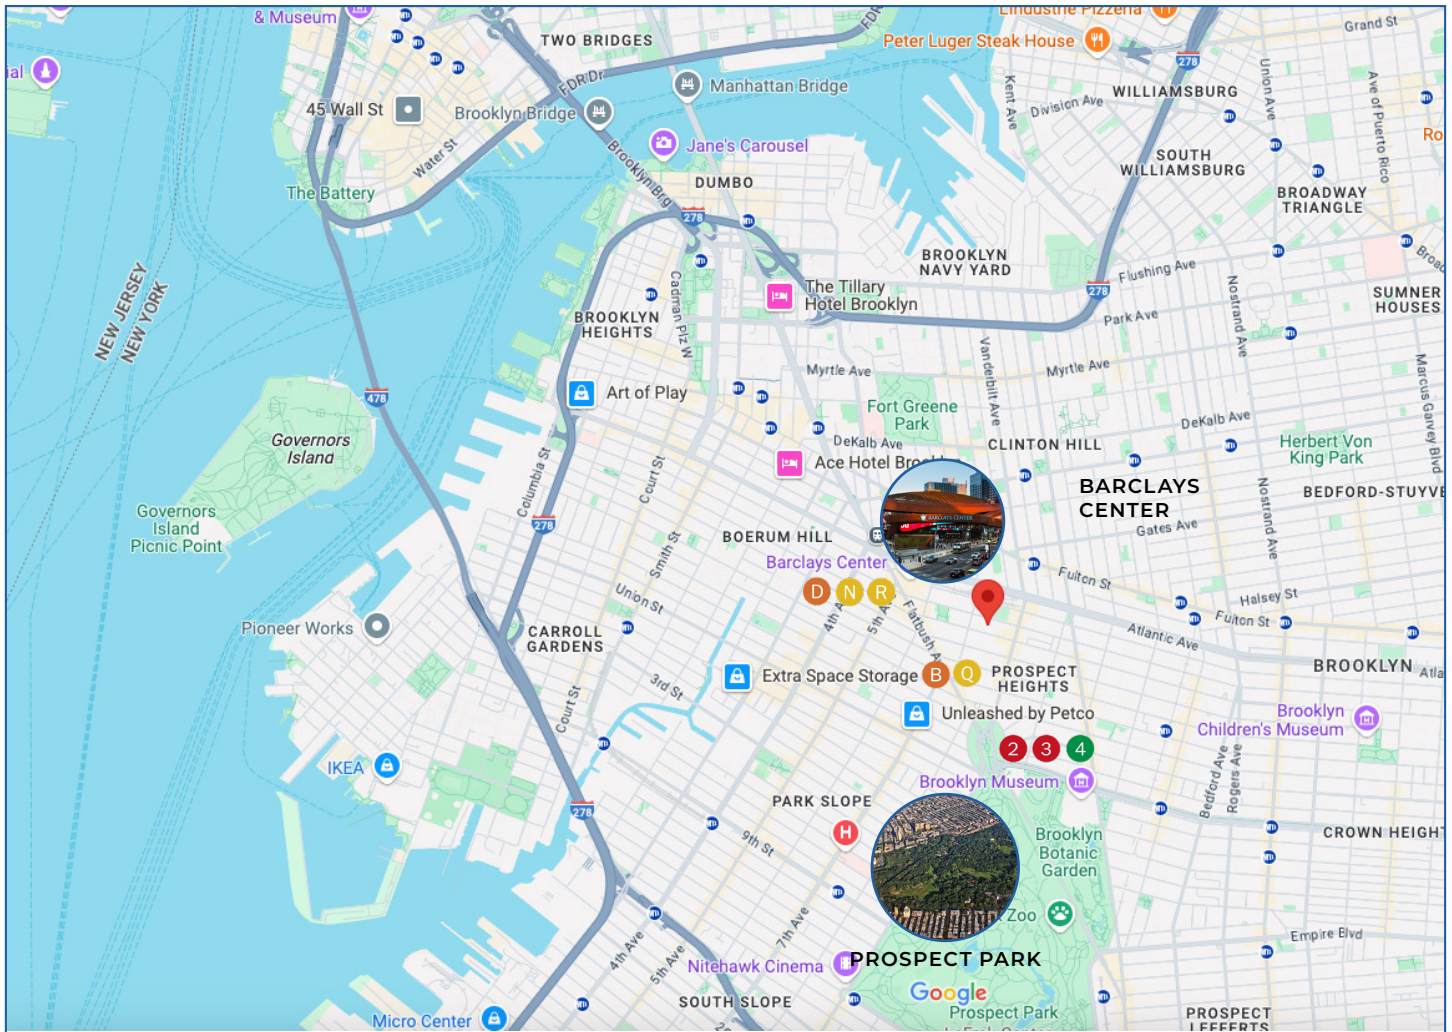 & Museum
TWO BRIDGES
FDR
Lindustrie Pizzeria
Peter Luger Steak House
Grand St
278
ial
FDR Dr
Manhattan Bridge
45 Wall St
Brooklyn Bridge
Kent Ave
Division Ave
WILLIAMSBURG
Union Ave
Ave of Puerto Rico
Ro
Water St
Jane's Carousel
Brooklyn Brg
DUMBO
SOUTH
WILLIAMSBURG
The Battery
BROADWAY
TRIANGLE
278
NEW JERSEY
NEW YORK
BROOKLYN
NAVY YARD
Flushing Ave
Broad
Cadman Plz W
The Tillary
Hotel Brooklyn
278
Nostrand Ave
SUMNER
HOUSES
BROOKLYN
HEIGHTS
Park Ave
Vanderbilt Ave
Myrtle Ave
Myrtle Ave
Marcus Garvey Blvd
478
Art of Play
Fort Greene
Park
DeKalb Ave
Governors
Island
DeKalb Ave
CLINTON HILL
Herbert Von
King Park
Columbia St
Court St
Ace Hotel Brooklyn
BARCLAYS
CENTER
Nostrand Ave
BEDFORD-STUYVE
Governors
Island
Picnic Point
278
BOERUM HILL
BARCLAYS CENTER
Gates Ave
Smith St
Barclays Center
Fulton St
Union St
D
N
R
Halsey St
4th A
5th A
Flatbush A
Fulton St
Pioneer Works
CARROLL
GARDENS
Atlantic Ave
BROOKLYN
Atla
3rd St
Extra Space Storage
B
Q
PROSPECT
HEIGHTS
Court St
Unleashed by Petco
Brooklyn
Children's Museum
2
3
4
IKEA
Brooklyn Museum
Bedford Ave
Rogers Ave
278
PARK SLOPE
H
9th St
Brooklyn
Botanic
Garden
CROWN HEIGHT
Zoo
7th Ave
4th Ave
5th Ave
Empire Blvd
Nitehawk Cinema
PROSPECT PARK
Google
SOUTH SLOPE
Prospect Park
Micro Center
PROSPECT
LEFFERTS